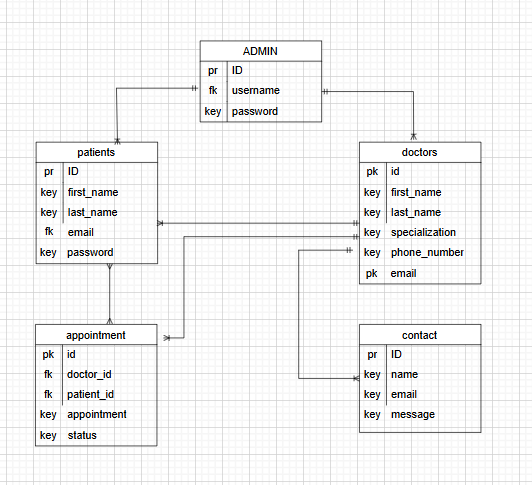 ADMIN
pr ID
fk username
key password
patients
pr ID
key first_name
key last_name
fk email
key password
doctors
pk id
key first_name
key last_name
key specialization
key phone_number
pk email
appointment
pk id
fk doctor_id
fk patient_id
key appointment
key status
contact
pr ID
key name
key email
key message